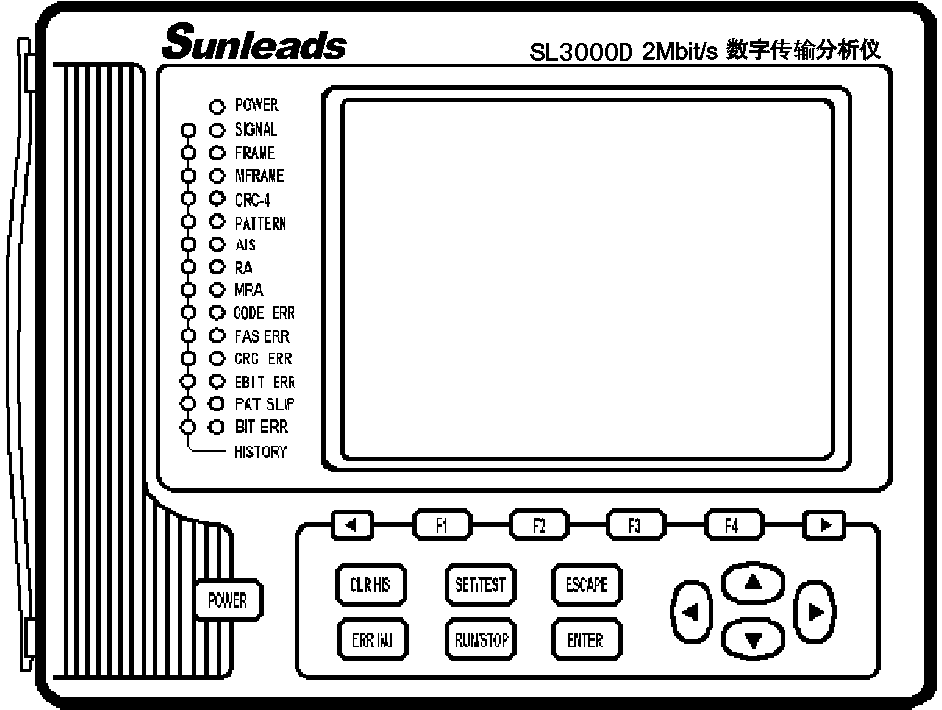 Sunleads
SL3000D 2Mbit/s 数字传输分析仪
POWER
SIGNAL
FRAME
MFRAME
CRC-4
PATTERN
AIS
RA
MRA
CODE ERR
FAS ERR
CRC ERR
EBIT ERR
PAT SLIP
BIT ERR
HISTORY
F1 F2 F3 F4
CLR HIS SET/TEST ESCAPE
POWER
ERR INJ RUN/STOP ENTER